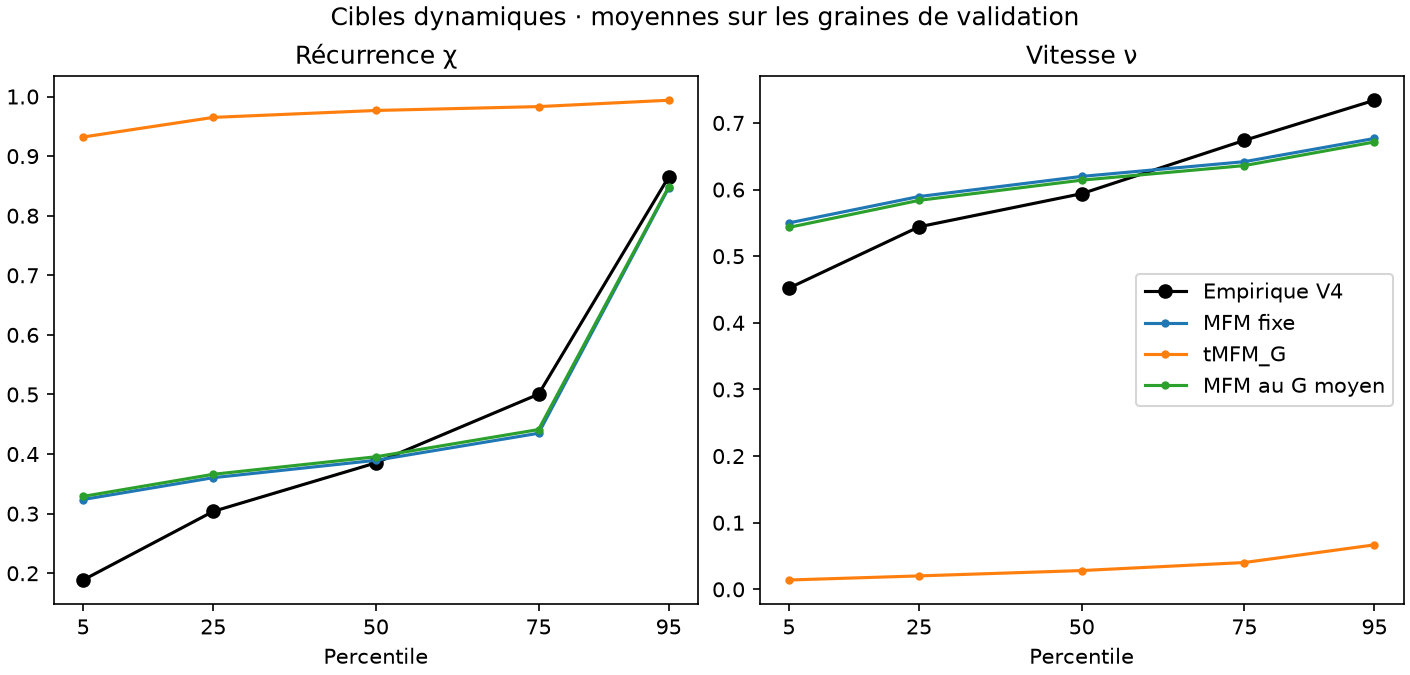 Cibles dynamiques · moyennes sur les graines de validation
Récurrence χ
Vitesse ν
1.0
0.9
0.8
0.7
0.6
0.5
0.4
0.3
0.2
5 25 50 75 95
Percentile
0.7
0.6
0.5
0.4
0.3
0.2
0.1
0.0
5 25 50 75 95
Percentile
Empirique V4
MFM fixe
tMFM_G
MFM au G moyen